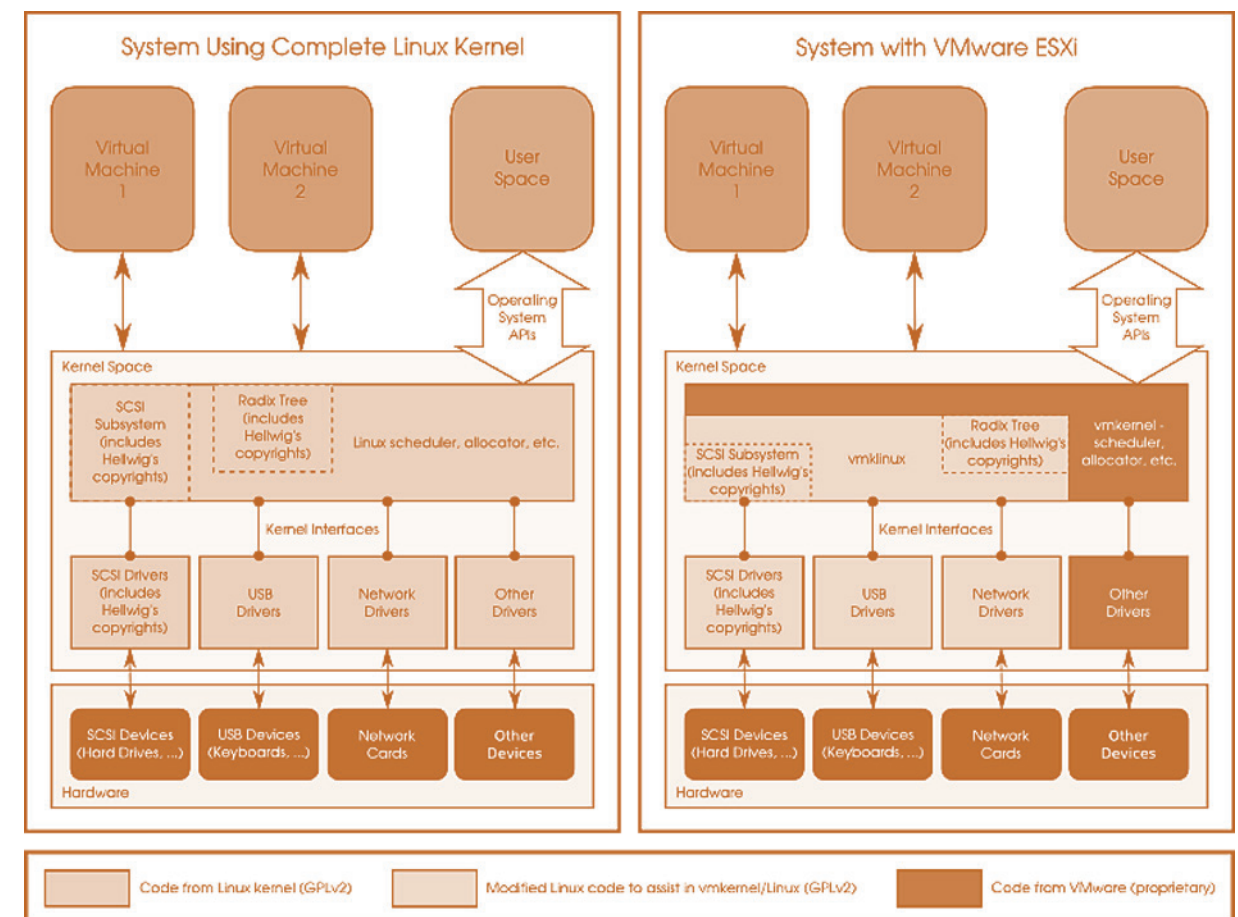 System Using Complete Linux Kernel
Virtual
Machine
1
Virtual
Machine
2
User
Space
Operating
System
APIs
Kernel Space
SCSI
Subsystem
(includes
Hellwig's
copyrights)
Radix Tree
(includes
Hellwig's
copyrights)
Linux scheduler, allocator, etc.
Kernel Interfaces
SCSI Drivers
(includes
Hellwig's
copyrights)
USB
Drivers
Network
Drivers
Other
Drivers
SCSI Devices
(Hard Drives, ...)
USB Devices
(Keyboards, ...)
Network
Cards
Other
Devices
Hardware
System with VMware ESXi
Virtual
Machine
1
Virtual
Machine
2
User
Space
Operating
System
APIs
Kernel Space
SCSI Subsystem
(includes Hellwig's
copyrights)
vmklinux
Radix Tree
(includes Hellwig's
copyrights)
vmkernel -
scheduler,
allocator, etc.
Kernel Interfaces
SCSI Drivers
(includes
Hellwig's
copyrights)
USB
Drivers
Network
Drivers
Other
Drivers
SCSI Devices
(Hard Drives, ...)
USB Devices
(Keyboards, ...)
Network
Cards
Other
Devices
Hardware
Code from Linux kernel (GPLv2)
Modified Linux code to assist in vmkernel/Linux (GPLv2)
Code from VMware (proprietary)